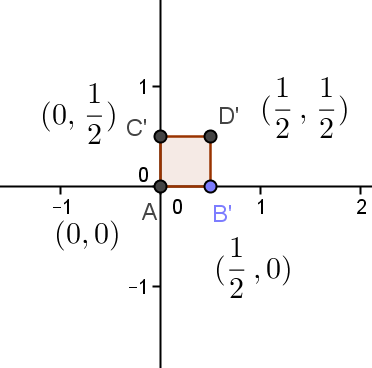 1
(0, 1/2)
C'
D'
(1/2, 1/2)
0
-1
A
0
B'
1
2
(0,0)
(1/2, 0)
-1